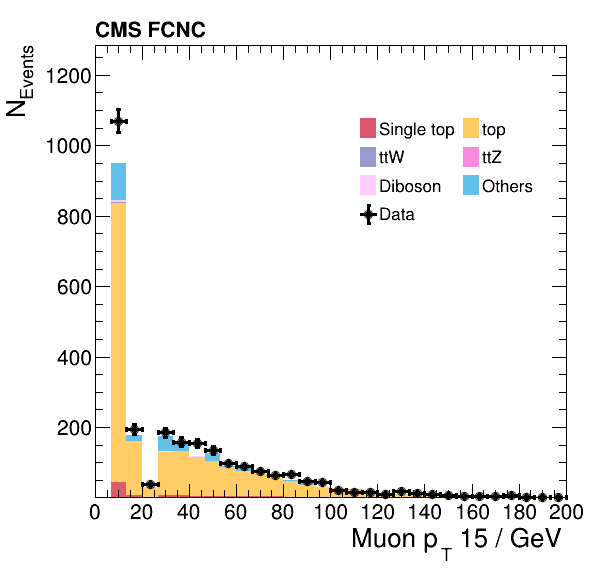 CMS FCNC
N_Events
1200
1000
800
600
400
200
Single top
top
ttW
ttZ
Diboson
Others
Data
0 20 40 60 80 100 120 140 160 180 200
Muon p_T 15 / GeV